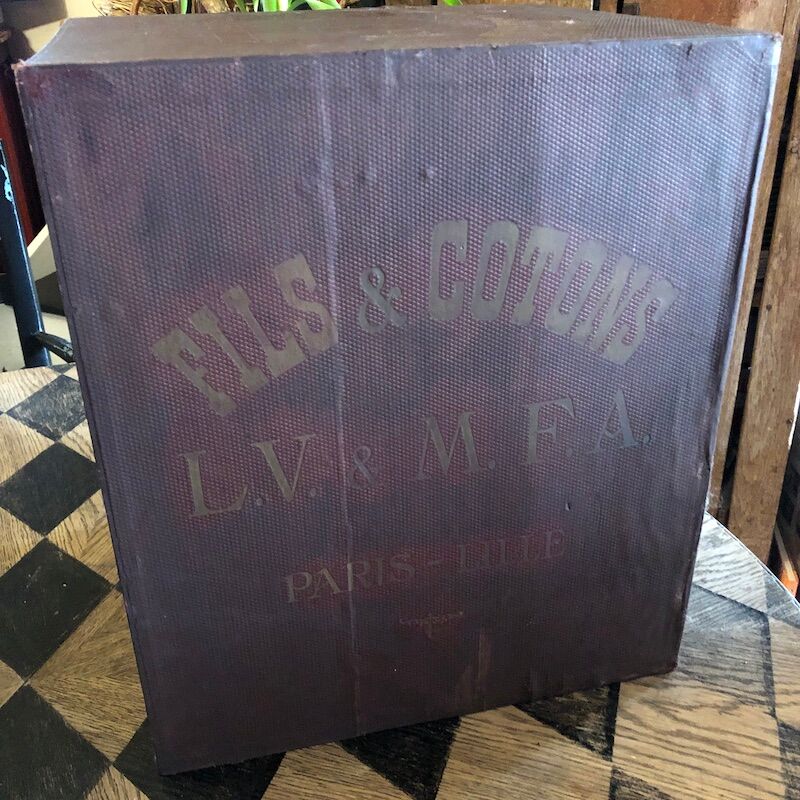 FILS & COTONS
L.V. & M.F.A.
PARIS - LILLE